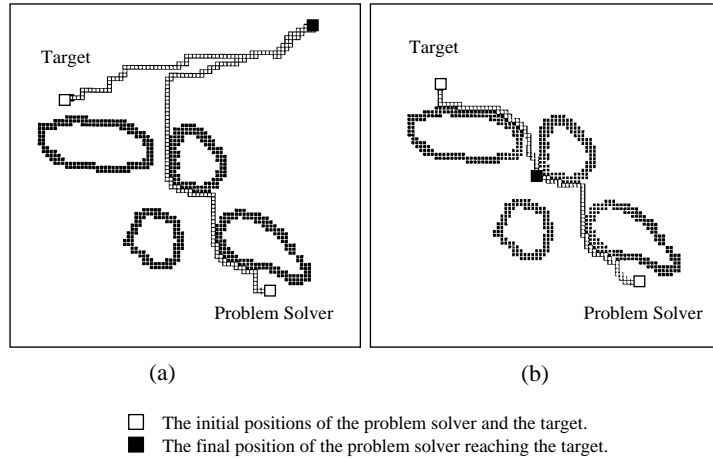 Target
Problem Solver
(a)
Target
Problem Solver
(b)
The initial positions of the problem solver and the target.
The final position of the problem solver reaching the target.